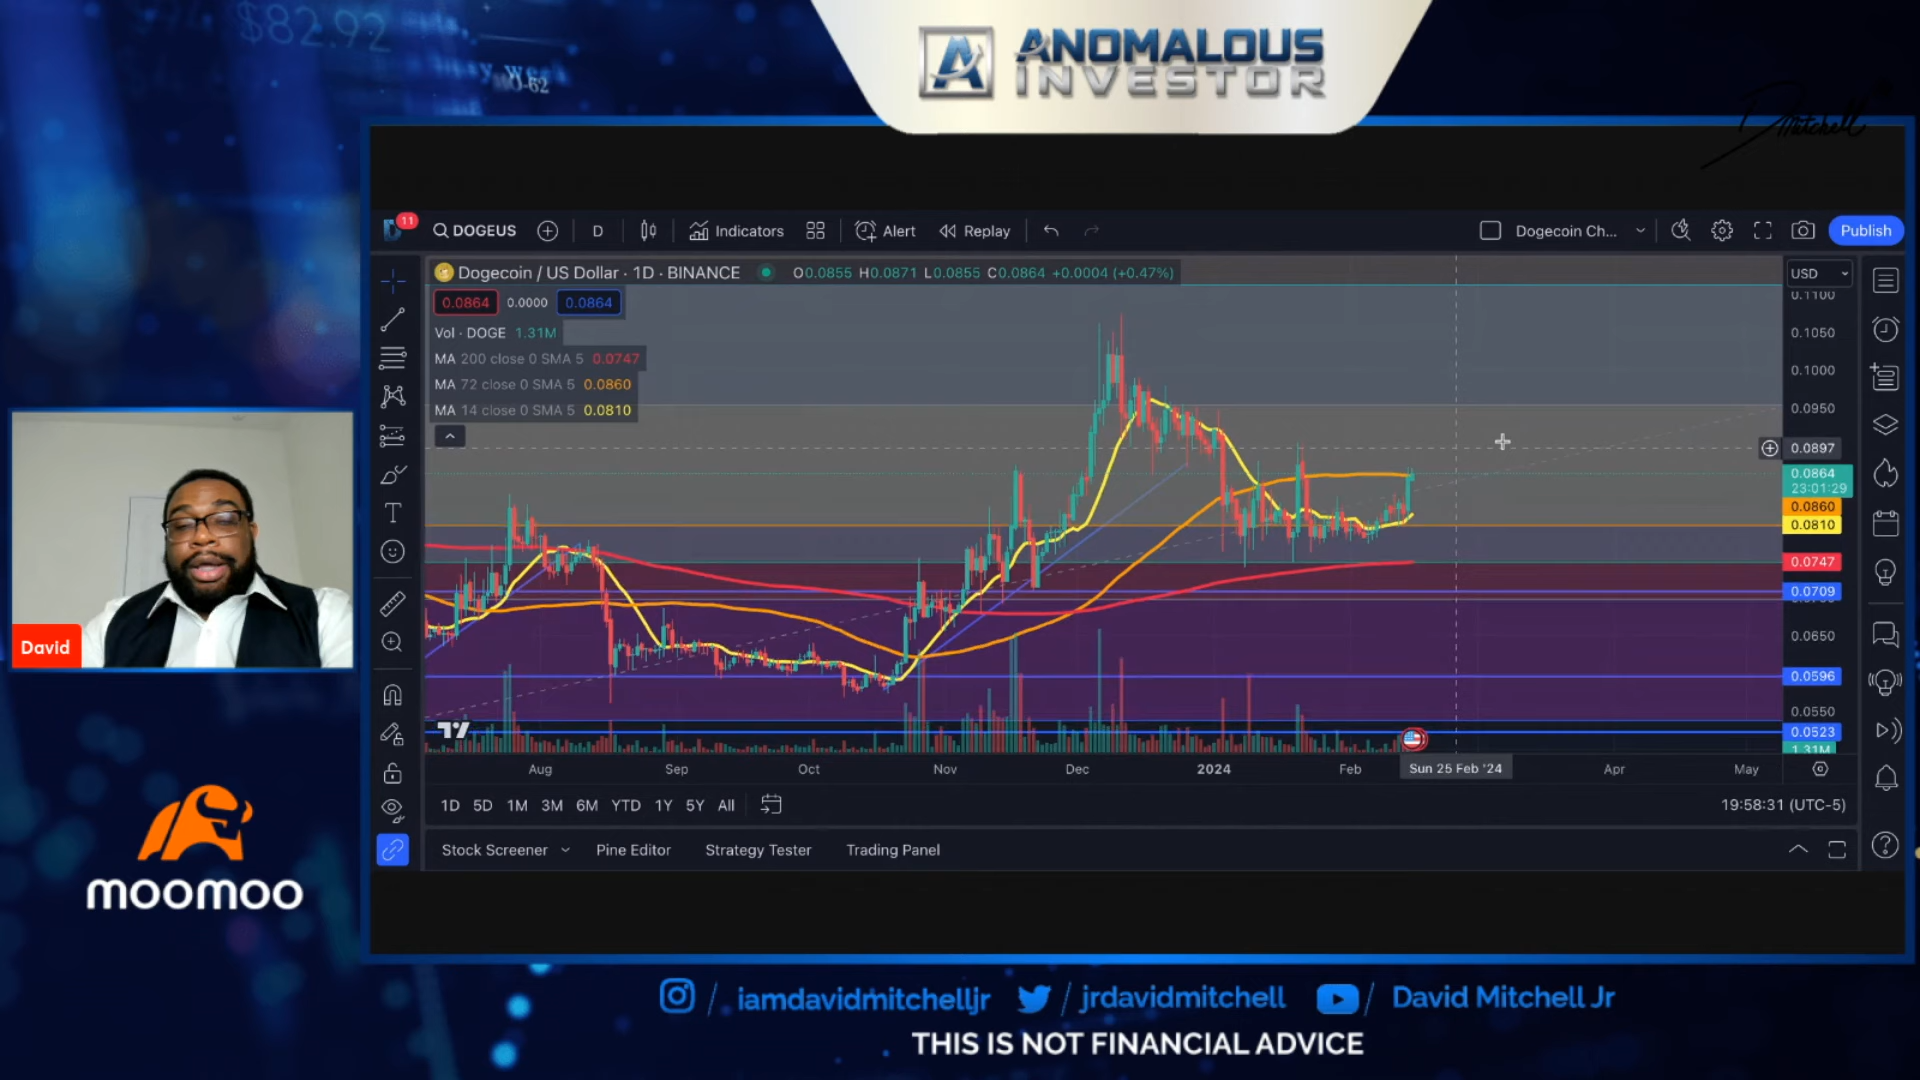 $82.92
ANOMALOUS
INVESTOR
D Mitchell
11
DOGEUS
D
Indicators
Alert
Replay
Dogecoin Ch...
Publish
Dogecoin / US Dollar · 1D · BINANCE
O0.0855 H0.0871 L0.0855 C0.0864 +0.0004 (+0.47%)
USD
0.0864 0.0000 0.0864
0.1100
Vol · DOGE 1.31M
0.1050
MA 200 close 0 SMA 5 0.0747
0.1000
MA 72 close 0 SMA 5 0.0860
MA 14 close 0 SMA 5 0.0810
0.0950
0.0897
0.0864
23:01:29
0.0860
0.0810
0.0747
0.0709
0.0650
0.0596
0.0550
0.0523
1.31M
David
Aug Sep Oct Nov Dec 2024 Feb Sun 25 Feb '24 Apr May
1D 5D 1M 3M 6M YTD 1Y 5Y All
19:58:31 (UTC-5)
Stock Screener Pine Editor Strategy Tester Trading Panel
moomoo
/ iamdavidmitchelljr / jrdavidmitchell / David Mitchell Jr
THIS IS NOT FINANCIAL ADVICE